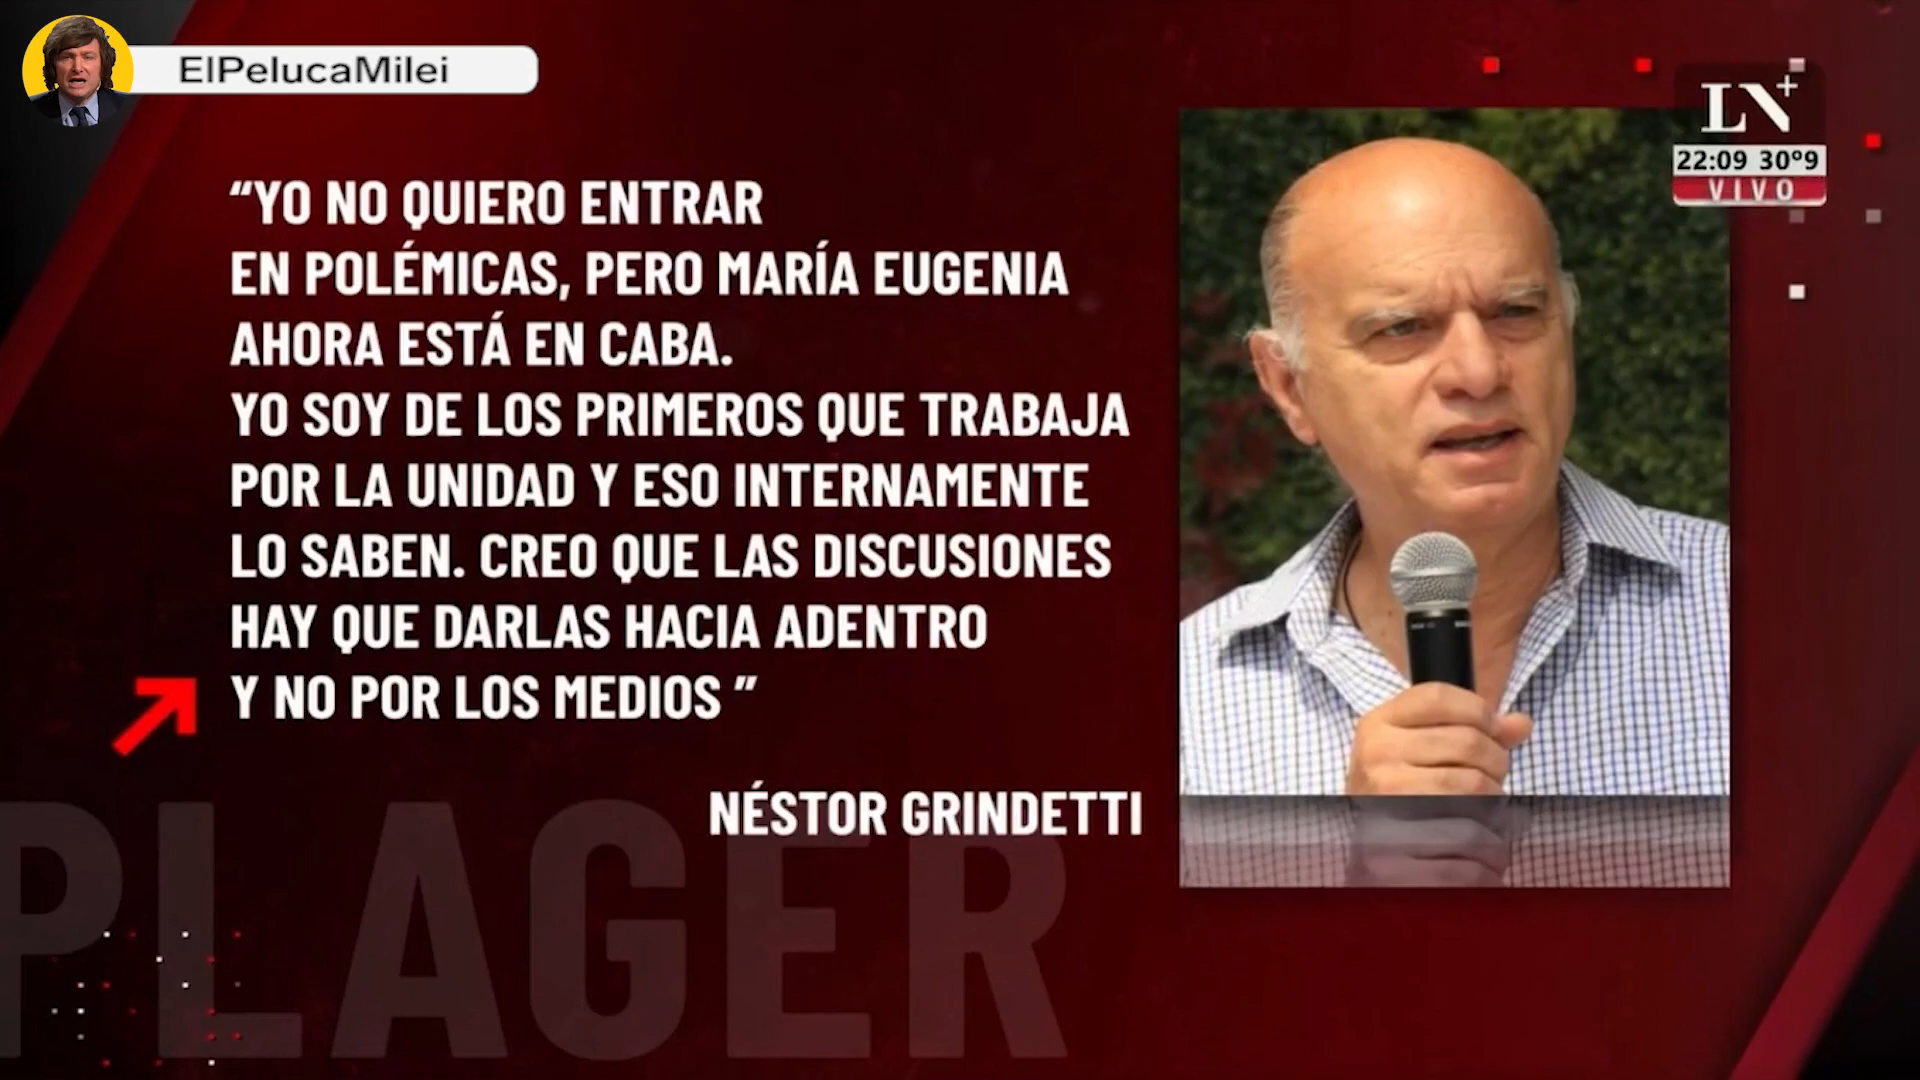 ElPelucaMilei
LN+
22:09 30º9
VIVO
“YO NO QUIERO ENTRAR
EN POLÉMICAS, PERO MARÍA EUGENIA
AHORA ESTÁ EN CABA.
YO SOY DE LOS PRIMEROS QUE TRABAJA
POR LA UNIDAD Y ESO INTERNAMENTE
LO SABEN. CREO QUE LAS DISCUSIONES
HAY QUE DARLAS HACIA ADENTRO
Y NO POR LOS MEDIOS ”
NÉSTOR GRINDETTI
PLAGER